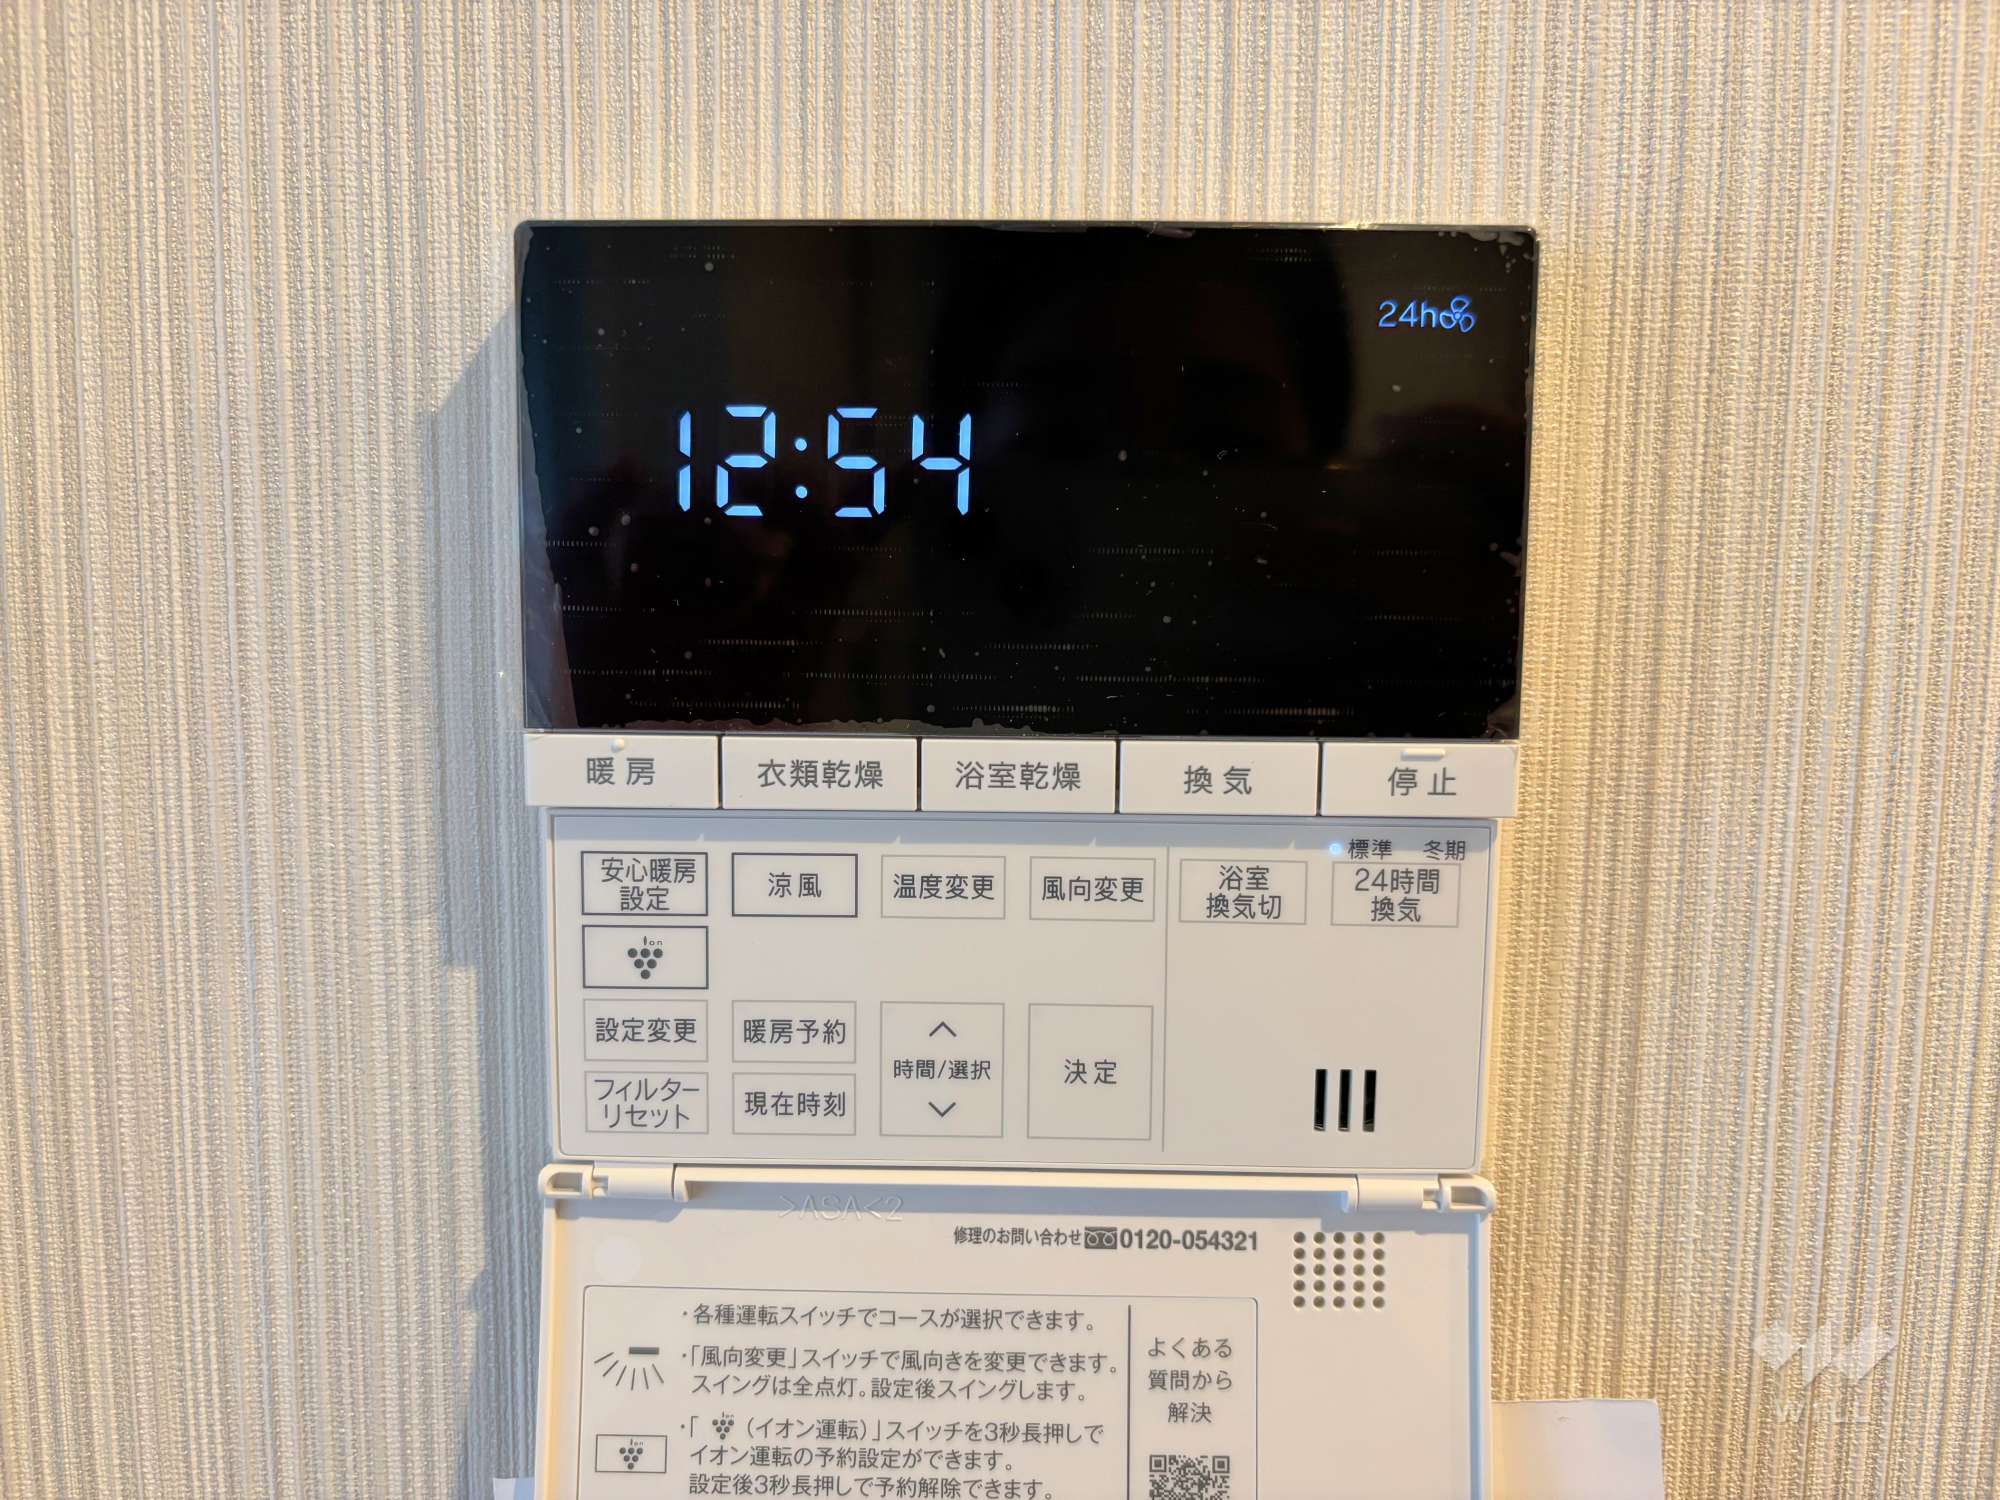 24h
12:54
暖房
衣類乾燥
浴室乾燥
換気
停止
標準 冬期
安心暖房
設定
涼風
温度変更
風向変更
浴室
換気切
24時間
換気
Ion
設定変更
暖房予約
時間/選択
決定
フィルター
リセット
現在時刻
>ASA<2
修理のお問い合わせ 0120-054321
・各種運転スイッチでコースが選択できます。
・「風向変更」スイッチで風向きを変更できます。
スイングは全点灯。設定後スイングします。
・「Ion(イオン運転)」スイッチを3秒長押しで
イオン運転の予約設定ができます。
設定後3秒長押しで予約解除できます。
Ion
よくある
質問から
解決
WiLL